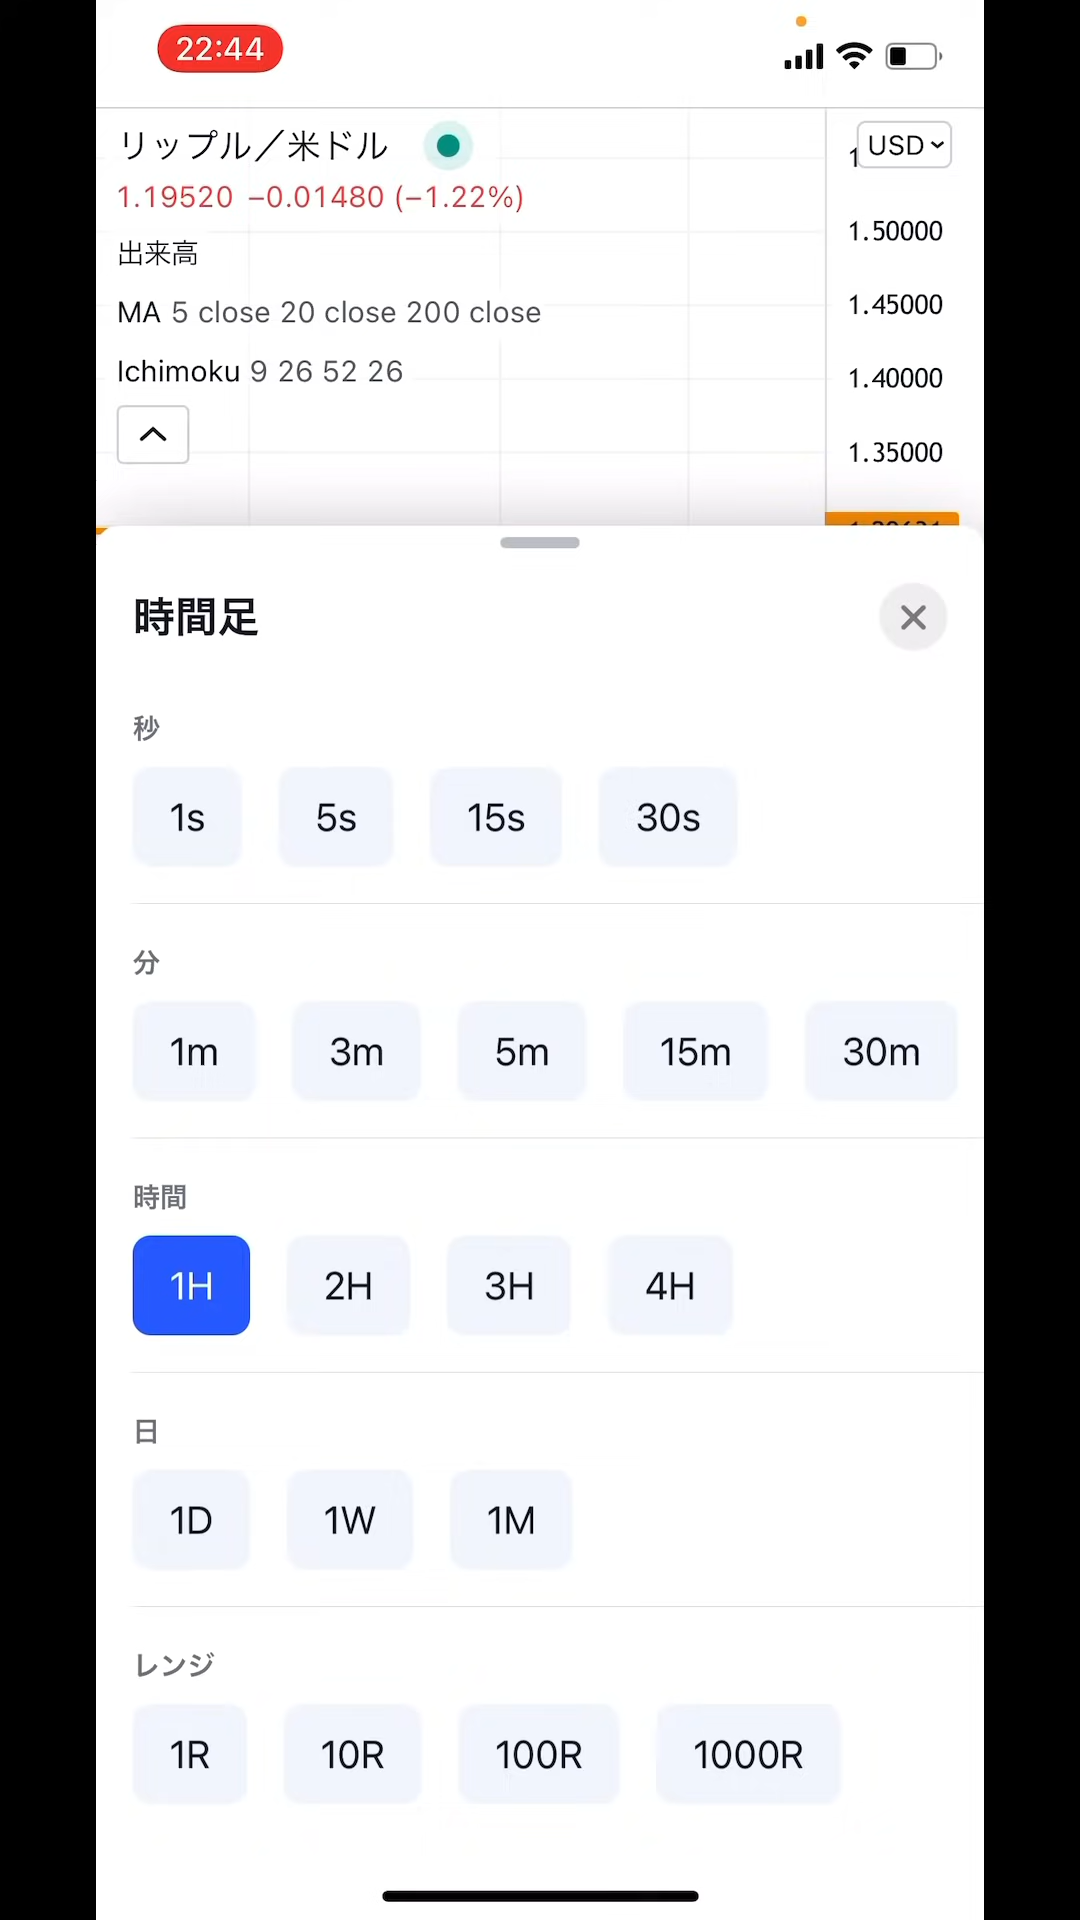 22:44
リップル／米ドル
USD
1.19520 −0.01480 (−1.22%)
出来高
MA 5 close 20 close 200 close
Ichimoku 9 26 52 26
1.50000
1.45000
1.40000
1.35000
時間足
秒
1s 5s 15s 30s
分
1m 3m 5m 15m 30m
時間
1H 2H 3H 4H
日
1D 1W 1M
レンジ
1R 10R 100R 1000R